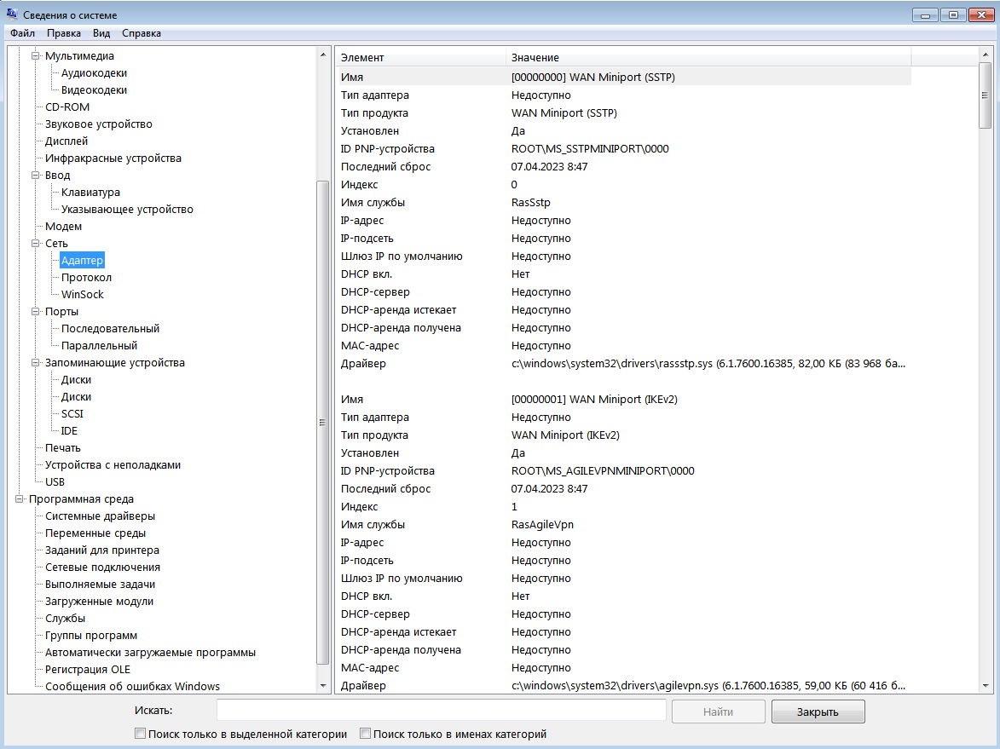 Сведения о системе
Файл Правка Вид Справка
Мультимедиа
Аудиокодеки
Видеокодеки
CD-ROM
Звуковое устройство
Дисплей
Инфракрасные устройства
Ввод
Клавиатура
Указывающее устройство
Модем
Сеть
Адаптер
Протокол
WinSock
Порты
Последовательный
Параллельный
Запоминающие устройства
Диски
Диски
SCSI
IDE
Печать
Устройства с неполадками
USB
Программная среда
Системные драйверы
Переменные среды
Заданий для принтера
Сетевые подключения
Выполняемые задачи
Загруженные модули
Службы
Группы программ
Автоматически загружаемые программы
Регистрация OLE
Сообщения об ошибках Windows
Элемент Значение
Имя [00000000] WAN Miniport (SSTP)
Тип адаптера Недоступно
Тип продукта WAN Miniport (SSTP)
Установлен Да
ID PNP-устройства ROOT\MS_SSTPMINIPORT\0000
Последний сброс 07.04.2023 8:47
Индекс 0
Имя службы RasSstp
IP-адрес Недоступно
IP-подсеть Недоступно
Шлюз IP по умолчанию Недоступно
DHCP вкл. Нет
DHCP-сервер Недоступно
DHCP-аренда истекает Недоступно
DHCP-аренда получена Недоступно
MAC-адрес Недоступно
Драйвер c:\windows\system32\drivers\rassstp.sys (6.1.7600.16385, 82,00 КБ (83 968 ба...
Имя [00000001] WAN Miniport (IKEv2)
Тип адаптера Недоступно
Тип продукта WAN Miniport (IKEv2)
Установлен Да
ID PNP-устройства ROOT\MS_AGILEVPNMINIPORT\0000
Последний сброс 07.04.2023 8:47
Индекс 1
Имя службы RasAgileVpn
IP-адрес Недоступно
IP-подсеть Недоступно
Шлюз IP по умолчанию Недоступно
DHCP вкл. Нет
DHCP-сервер Недоступно
DHCP-аренда истекает Недоступно
DHCP-аренда получена Недоступно
MAC-адрес Недоступно
Драйвер c:\windows\system32\drivers\agilevpn.sys (6.1.7600.16385, 59,00 КБ (60 416 б...
Искать: Найти Закрыть
Поиск только в выделенной категории Поиск только в именах категорий